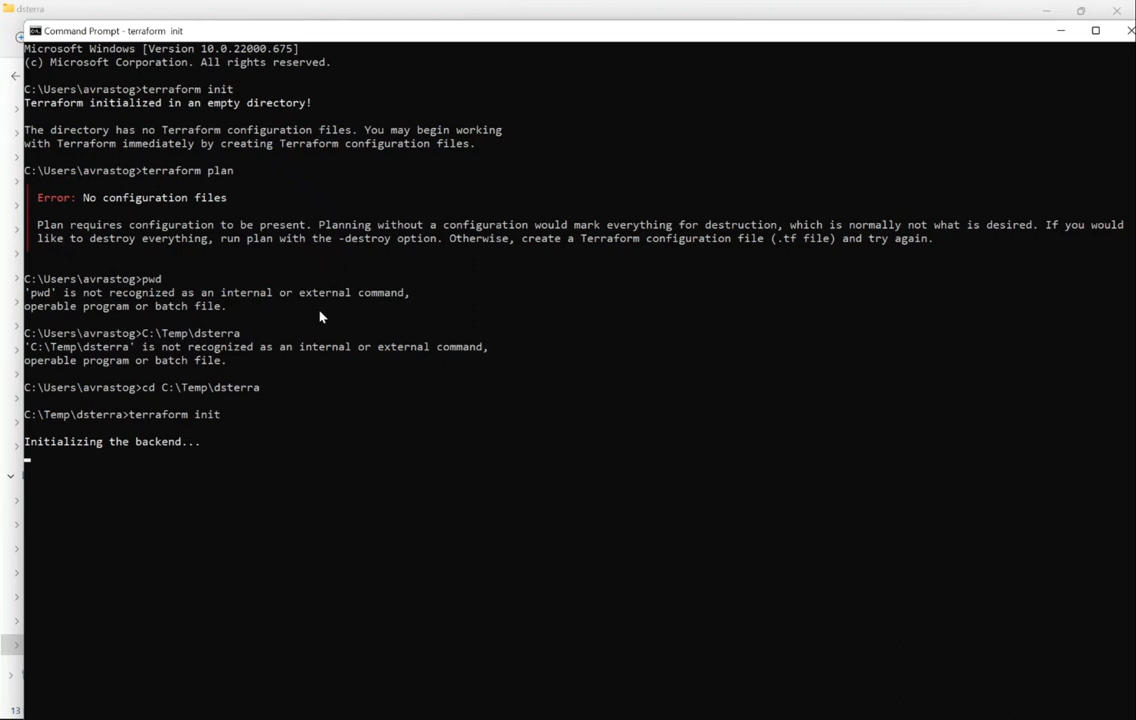 dsterra
Command Prompt - terraform  init
Microsoft Windows [Version 10.0.22000.675]
(c) Microsoft Corporation. All rights reserved.
C:\Users\avrastog>terraform init
Terraform initialized in an empty directory!
The directory has no Terraform configuration files. You may begin working
with Terraform immediately by creating Terraform configuration files.
C:\Users\avrastog>terraform plan
Error: No configuration files
Plan requires configuration to be present. Planning without a configuration would mark everything for destruction, which is normally not what is desired. If you would
like to destroy everything, run plan with the -destroy option. Otherwise, create a Terraform configuration file (.tf file) and try again.
C:\Users\avrastog>pwd
'pwd' is not recognized as an internal or external command,
operable program or batch file.
C:\Users\avrastog>C:\Temp\dsterra
'C:\Temp\dsterra' is not recognized as an internal or external command,
operable program or batch file.
C:\Users\avrastog>cd C:\Temp\dsterra
C:\Temp\dsterra>terraform init
Initializing the backend...
13